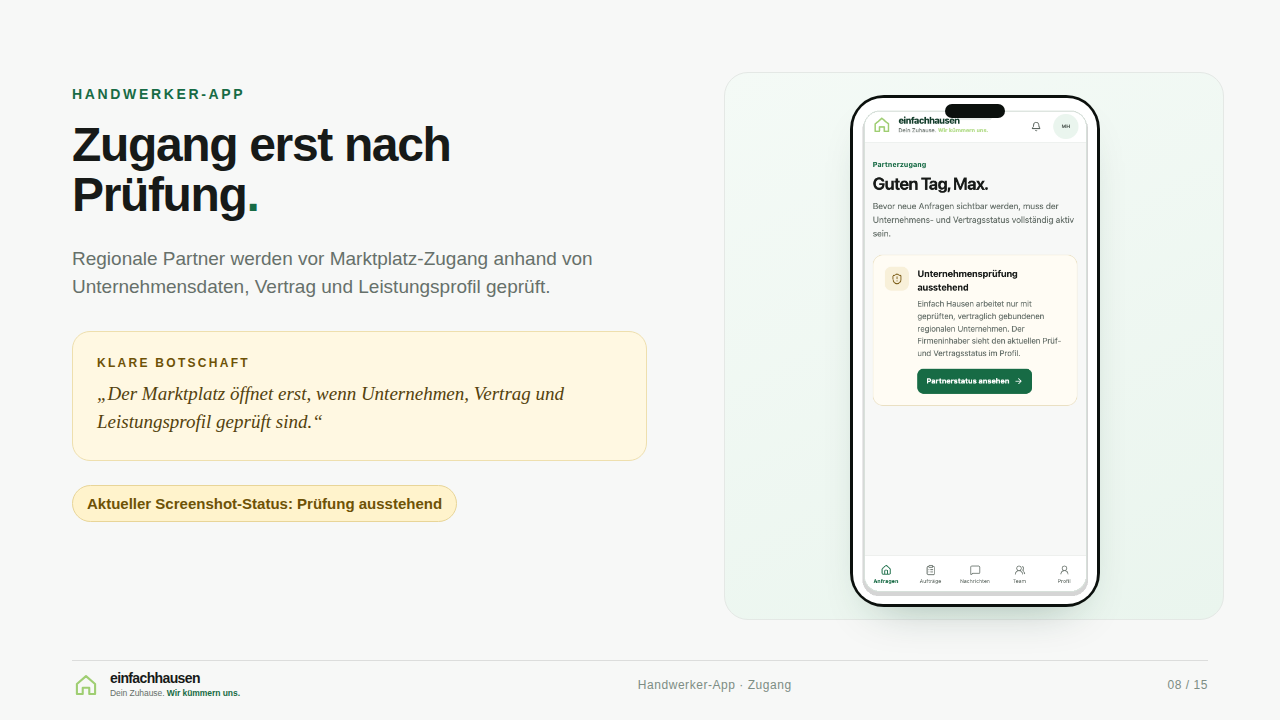 HANDWERKER-APP
Zugang erst nach
Prüfung.
Regionale Partner werden vor Marktplatz-Zugang anhand von
Unternehmensdaten, Vertrag und Leistungsprofil geprüft.
KLARE BOTSCHAFT
„Der Marktplatz öffnet erst, wenn Unternehmen, Vertrag und
Leistungsprofil geprüft sind.“
Aktueller Screenshot-Status: Prüfung ausstehend
einfachhausen
Dein Zuhause. Wir kümmern uns.
MH
Partnerzugang
Guten Tag, Max.
Bevor neue Anfragen sichtbar werden, muss der
Unternehmens- und Vertragsstatus vollständig aktiv
sein.
Unternehmensprüfung
ausstehend
Einfach Hausen arbeitet nur mit
geprüften, vertraglich gebundenen
regionalen Unternehmen. Der
Firmeninhaber sieht den aktuellen Prüf-
und Vertragsstatus im Profil.
Partnerstatus ansehen →
Anfragen Aufträge Nachrichten Team Profil
einfachhausen
Dein Zuhause. Wir kümmern uns.
Handwerker-App · Zugang
08 / 15